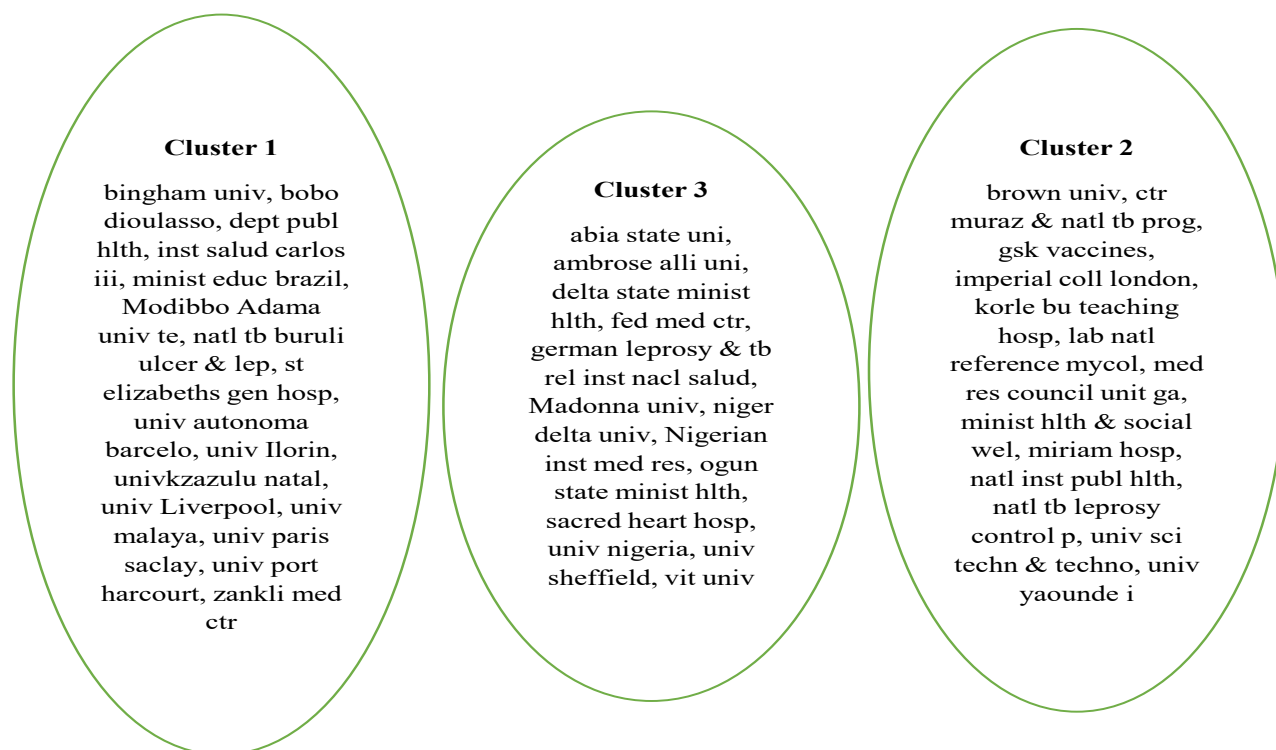 Cluster 1
bingham univ, bobo
dioulasso, dept publ
hlth, inst salud carlos
iii, minist educ brazil,
Modibbo Adama
univ te, natl tb buruli
ulcer & lep, st
elizabeths gen hosp,
univ autonoma
barcelo, univ Ilorin,
univkzazulu natal,
univ Liverpool, univ
malaya, univ paris
saclay, univ port
harcourt, zankli med
ctr
Cluster 3
abia state uni,
ambrose alli uni,
delta state minist
hlth, fed med ctr,
german leprosy & tb
rel inst nacl salud,
Madonna univ, niger
delta univ, Nigerian
inst med res, ogun
state minist hlth,
sacred heart hosp,
univ nigeria, univ
sheffield, vit univ
Cluster 2
brown univ, ctr
muraz & natl tb prog,
gsk vaccines,
imperial coll london,
korle bu teaching
hosp, lab natl
reference mycol, med
res council unit ga,
minist hlth & social
wel, miriam hosp,
natl inst publ hlth,
natl tb leprosy
control p, univ sci
techn & techno, univ
yaounde i